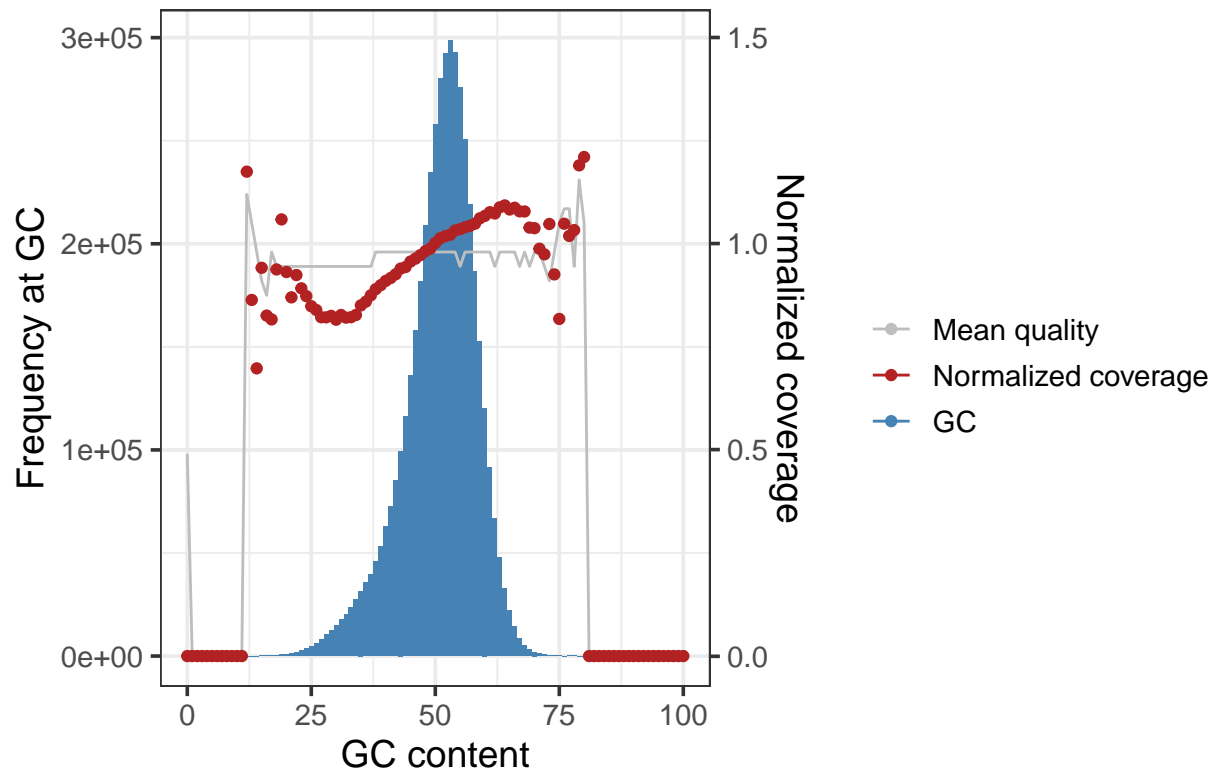 3e+05
2e+05
1e+05
0e+00
Frequency at GC
0
25
50
75
100
GC content
1.5
1.0
0.5
0.0
Normalized coverage
Mean quality
Normalized coverage
GC